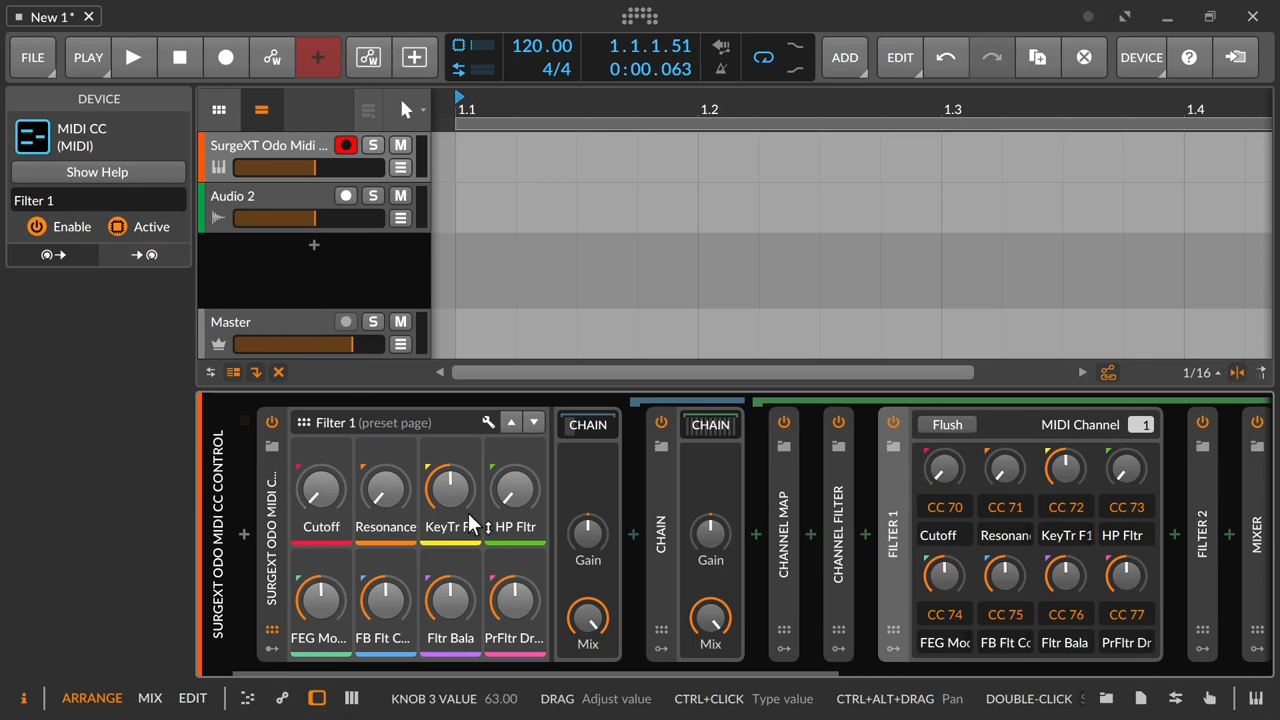 New 1*
FILE
PLAY
120.00
4/4
1.1.1.51
0:00.063
ADD
EDIT
DEVICE
DEVICE
MIDI CC
(MIDI)
Show Help
Filter 1
Enable
Active
1.1
1.2
1.3
1.4
SurgeXT Odo Midi ...
S
M
Audio 2
S
M
+
Master
S
M
1/16
SURGEXT ODO MIDI CC CONTROL
SURGEXT ODO MIDI C...
Filter 1 (preset page)
Cutoff
Resonance
KeyTr
HP Fltr
FEG Mo...
FB Flt C...
Fltr Bala
PrFltr Dr...
CHAIN
Gain
Mix
CHAIN
CHAIN
Gain
Mix
CHANNEL MAP
CHANNEL FILTER
FILTER 1
Flush
MIDI Channel
1
CC 70
CC 71
CC 72
CC 73
Cutoff
Resonan
KeyTr F1
HP Fltr
CC 74
CC 75
CC 76
CC 77
FEG Mod
FB Flt Co
Fltr Bala
PrFltr Dr
FILTER 2
MIXER
i
ARRANGE
MIX
EDIT
KNOB 3 VALUE 63.00
DRAG Adjust value
CTRL+CLICK Type value
CTRL+ALT+DRAG Pan
DOUBLE-CLICK